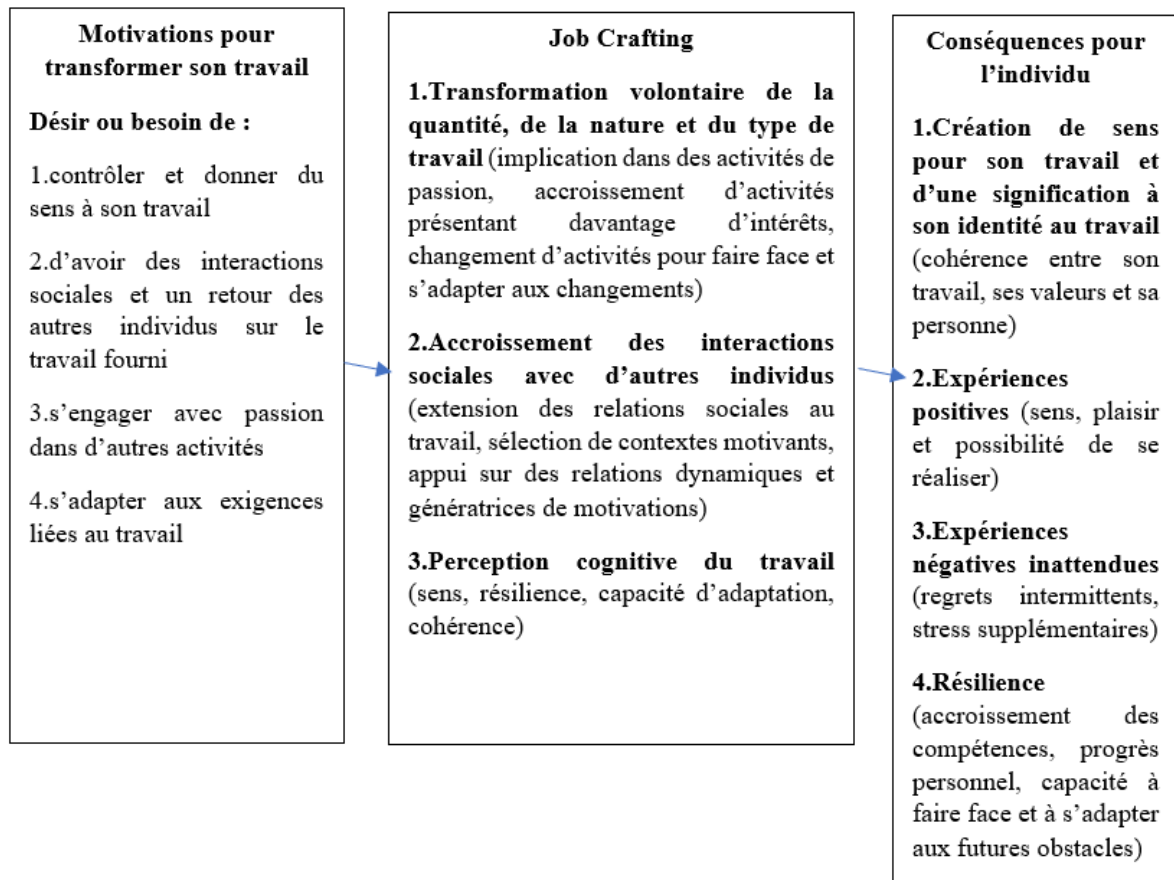 Motivations pour
transformer son travail
Désir ou besoin de :
1.contrôler et donner du
sens à son travail
2.d’avoir des interactions
sociales et un retour des
autres individus sur le
travail fourni
3.s’engager avec passion
dans d’autres activités
4.s’adapter aux exigences
liées au travail
Job Crafting
1.Transformation volontaire de la
quantité, de la nature et du type de
travail (implication dans des activités de
passion, accroissement d’activités
présentant davantage d’intérêts,
changement d’activités pour faire face et
s’adapter aux changements)
2.Accroissement des interactions
sociales avec d’autres individus
(extension des relations sociales au
travail, sélection de contextes motivants,
appui sur des relations dynamiques et
génératrices de motivations)
3.Perception cognitive du travail
(sens, résilience, capacité d’adaptation,
cohérence)
Conséquences pour
l’individu
1.Création de sens
pour son travail et
d’une signification à
son identité au travail
(cohérence entre son
travail, ses valeurs et sa
personne)
2.Expériences
positives (sens, plaisir
et possibilité de se
réaliser)
3.Expériences
négatives inattendues
(regrets intermittents,
stress supplémentaires)
4.Résilience
(accroissement des
compétences, progrès
personnel, capacité à
faire face et à s’adapter
aux futures obstacles)